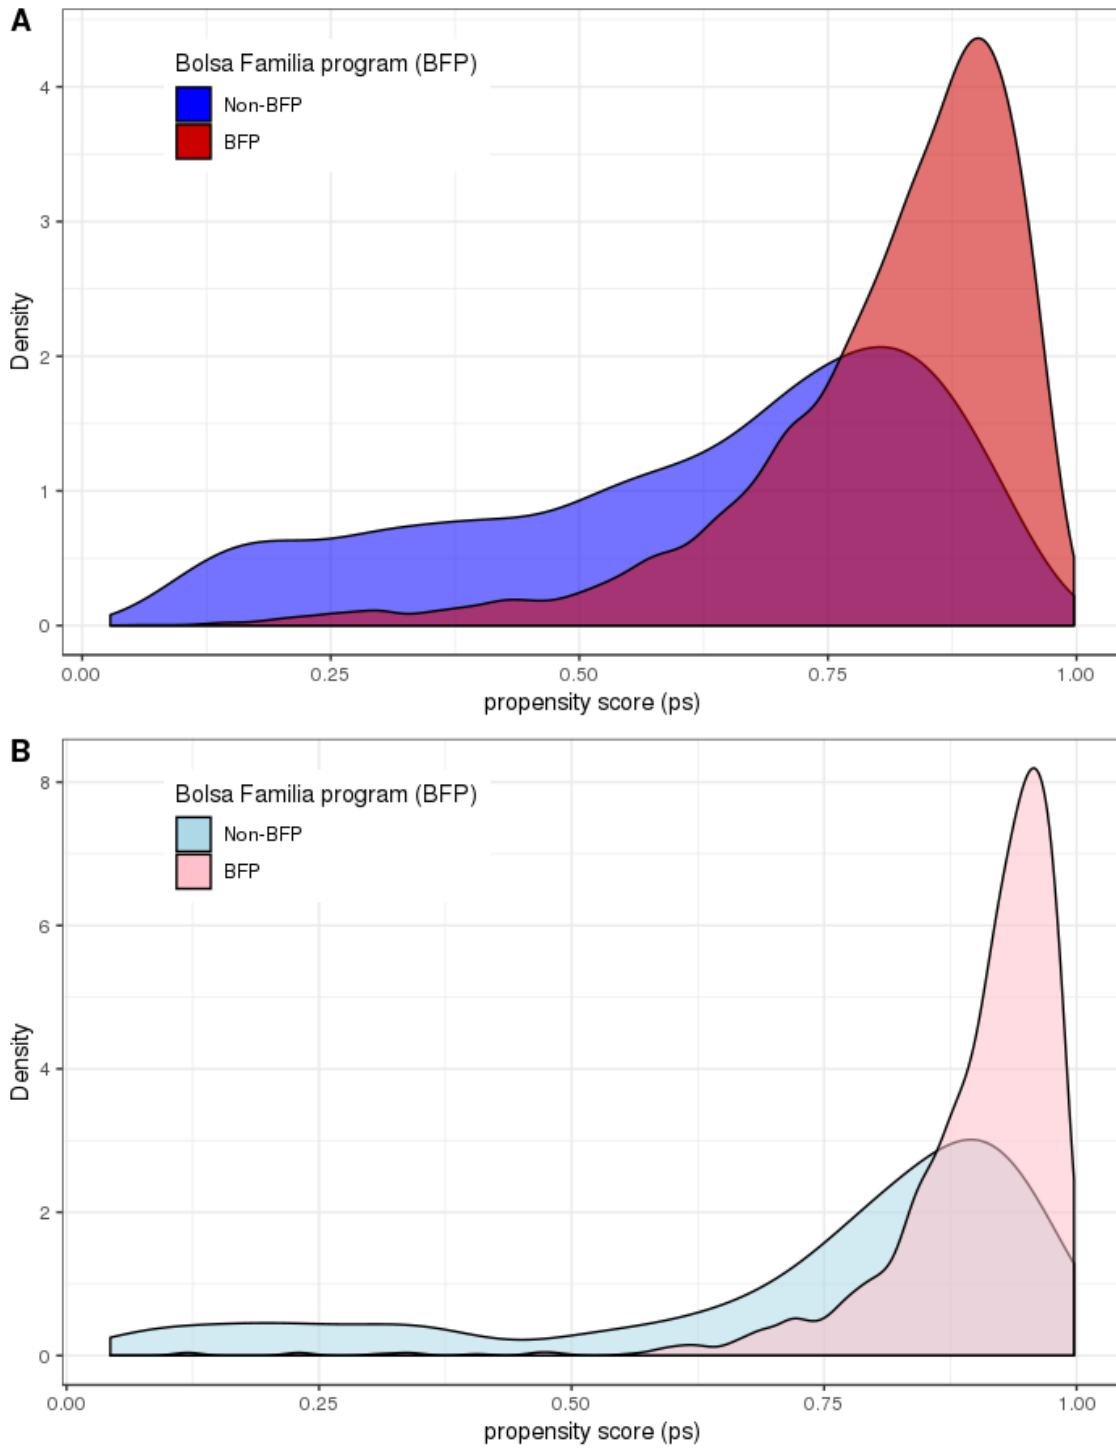 A
Bolsa Familia program (BFP)
Non-BFP
BFP
4
3
2
1
0
Density
0.00 0.25 0.50 0.75 1.00
propensity score (ps)
B
Bolsa Familia program (BFP)
Non-BFP
BFP
8
6
4
2
0
Density
0.00 0.25 0.50 0.75 1.00
propensity score (ps)